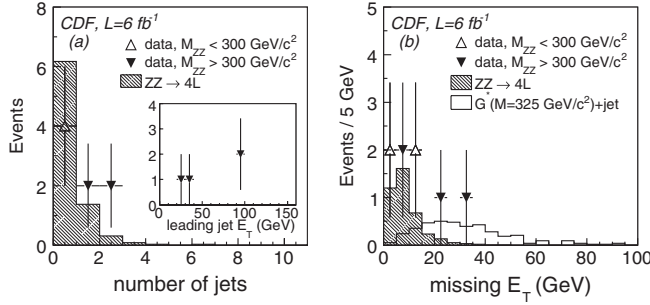 CDF, L=6 fb⁻¹
(a)
data, M_ZZ < 300 GeV/c²
data, M_ZZ > 300 GeV/c²
ZZ → 4L
Events
8
6
4
2
0
0 2 4 6 8 10
number of jets
4
3
2
1
0
0 50 100 150
leading jet E_T (GeV)
CDF, L=6 fb⁻¹
(b)
data, M_ZZ < 300 GeV/c²
data, M_ZZ > 300 GeV/c²
ZZ → 4L
G* (M=325 GeV/c²)+jet
Events / 5 GeV
5
4
3
2
1
0
0 20 40 60 80 100
missing E_T (GeV)